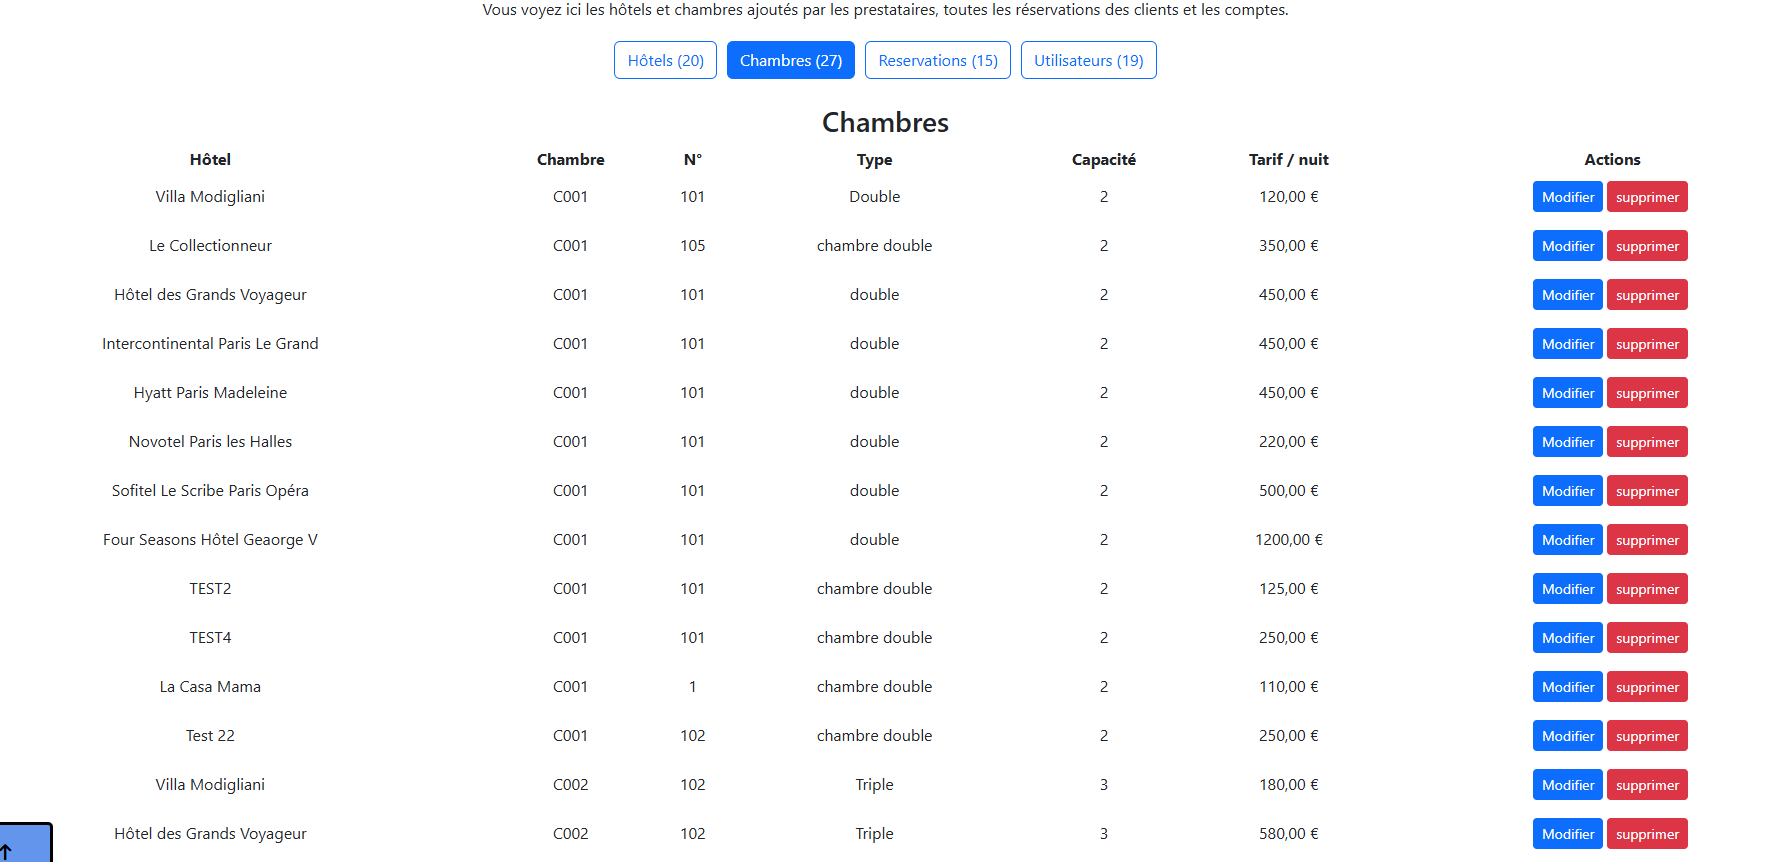 Vous voyez ici les hôtels et chambres ajoutés par les prestataires, toutes les réservations des clients et les comptes.
Hôtels (20) Chambres (27) Reservations (15) Utilisateurs (19)
Chambres
Hôtel Chambre N° Type Capacité Tarif / nuit Actions
Villa Modigliani C001 101 Double 2 120,00 € Modifier supprimer
Le Collectionneur C001 105 chambre double 2 350,00 € Modifier supprimer
Hôtel des Grands Voyageur C001 101 double 2 450,00 € Modifier supprimer
Intercontinental Paris Le Grand C001 101 double 2 450,00 € Modifier supprimer
Hyatt Paris Madeleine C001 101 double 2 450,00 € Modifier supprimer
Novotel Paris les Halles C001 101 double 2 220,00 € Modifier supprimer
Sofitel Le Scribe Paris Opéra C001 101 double 2 500,00 € Modifier supprimer
Four Seasons Hôtel Geaorge V C001 101 double 2 1200,00 € Modifier supprimer
TEST2 C001 101 chambre double 2 125,00 € Modifier supprimer
TEST4 C001 101 chambre double 2 250,00 € Modifier supprimer
La Casa Mama C001 1 chambre double 2 110,00 € Modifier supprimer
Test 22 C001 102 chambre double 2 250,00 € Modifier supprimer
Villa Modigliani C002 102 Triple 3 180,00 € Modifier supprimer
Hôtel des Grands Voyageur C002 102 Triple 3 580,00 € Modifier supprimer